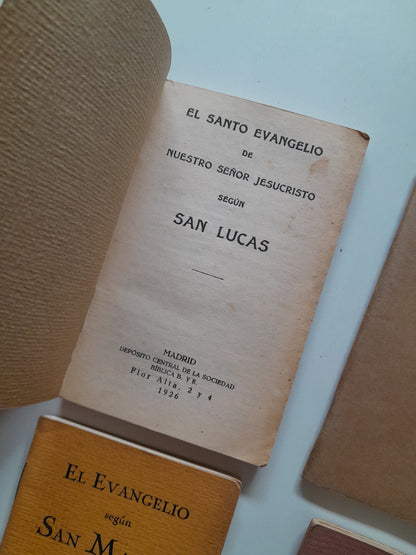 EL SANTO EVANGELIO
DE
NUESTRO SEÑOR JESUCRISTO
SEGÚN
SAN LUCAS
MADRID
DEPÓSITO CENTRAL DE LA SOCIEDAD
BÍBLICA B. Y E.
Flor Alta, 2 y 4
1926
EL EVANGELIO
según
SAN